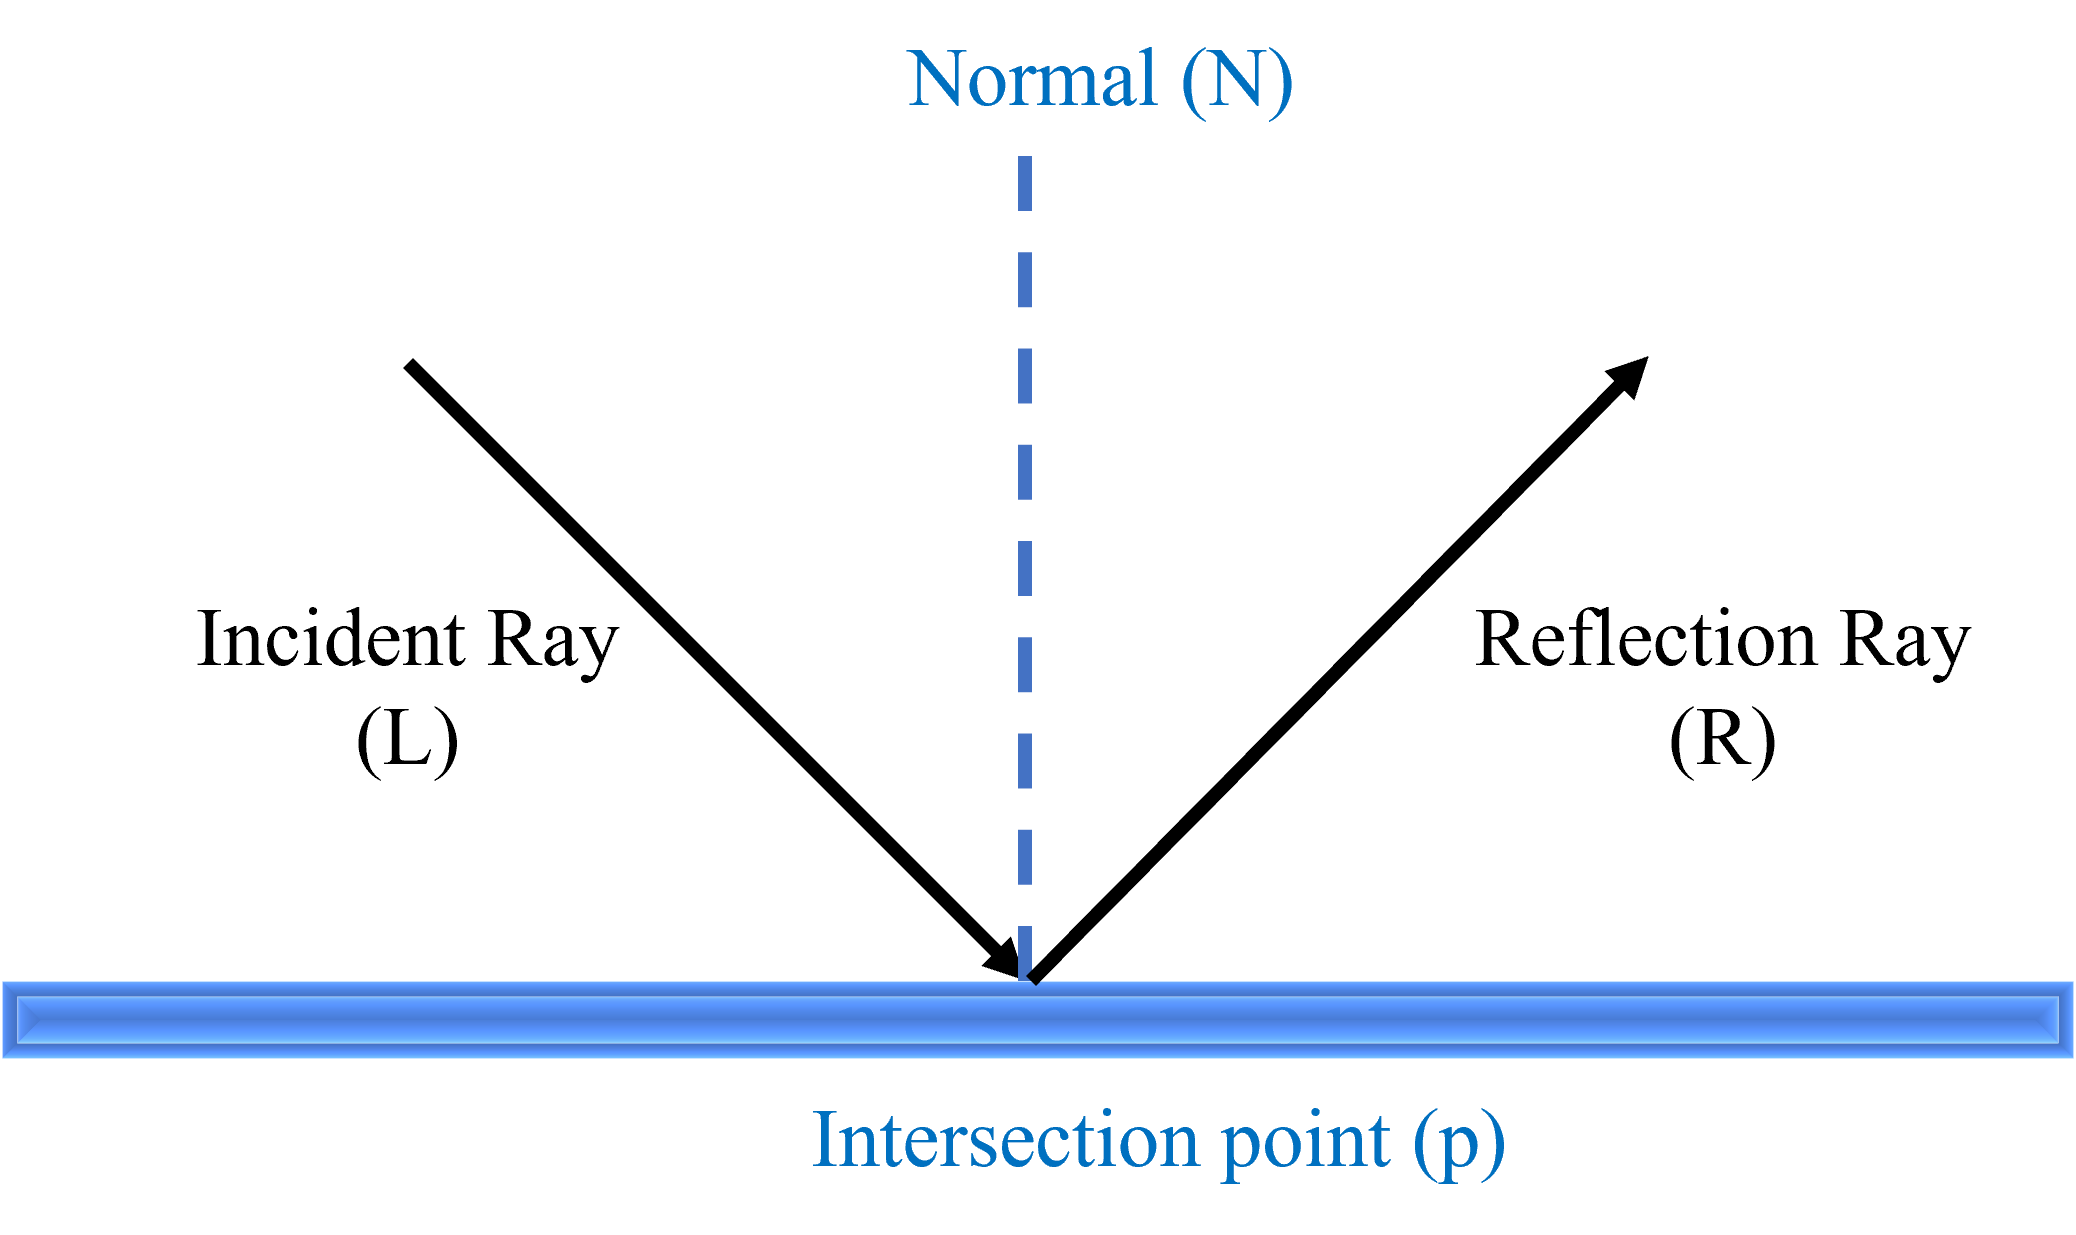 Normal (N)
Incident Ray
(L)
Reflection Ray
(R)
Intersection point (p)